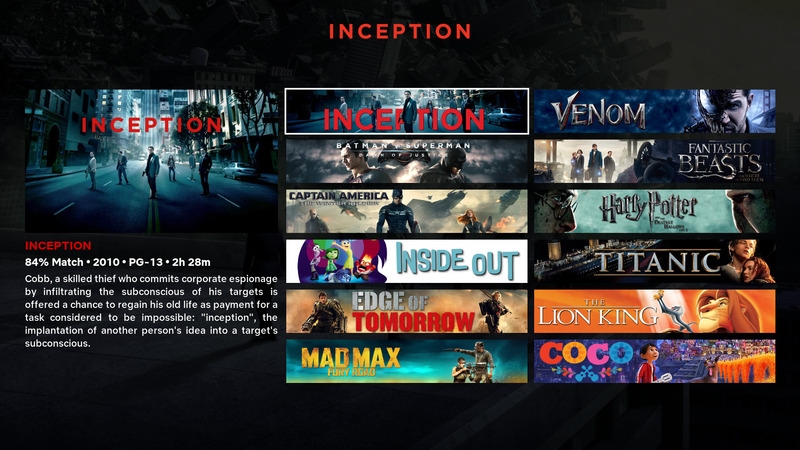 INCEPTION
INCEPTION
INCEPTION
84% Match • 2010 • PG-13 • 2h 28m
Cobb, a skilled thief who commits corporate espionage
by infiltrating the subconscious of his targets is
offered a chance to regain his old life as payment for a
task considered to be impossible: "inception", the
implantation of another person's idea into a target's
subconscious.
INCEPTION
BATMAN v SUPERMAN
DAWN OF JUSTICE
CAPTAIN AMERICA
THE WINTER SOLDIER
INSIDE OUT
EDGE OF
TOMORROW
MAD MAX
FURY ROAD
VENOM
FANTASTIC
BEASTS
Harry Potter
TITANIC
THE
LION KING
COCO